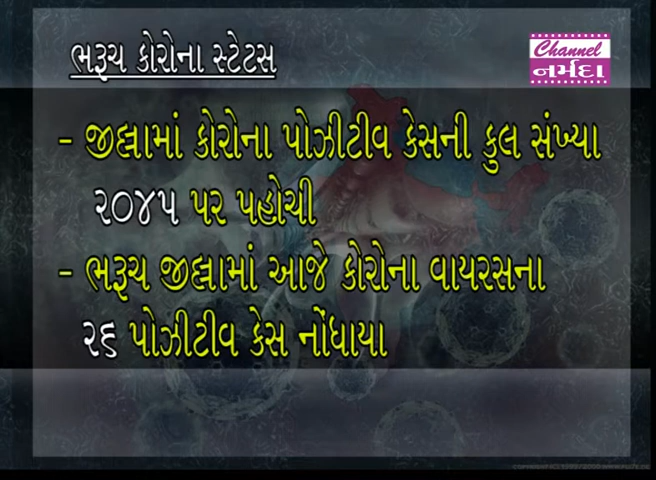 ભરૂચ કોરોના સ્ટેટસ
Channel
નર્મદા
- જીલ્લામાં કોરોના પોઝીટીવ કેસની કુલ સંખ્યા
૨૦૪૫ પર પહોચી
- ભરૂચ જીલ્લામાં આજે કોરોના વાયરસના
૨૬ પોઝીટીવ કેસ નોંધાયા